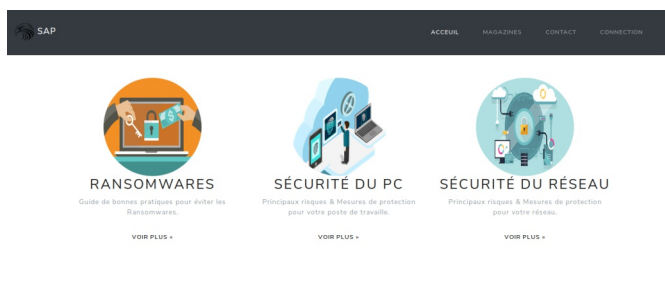 SAP
ACCEUIL MAGAZINES CONTACT CONNECTION
RANSOMWARES
Guide de bonnes pratiques pour éviter les
Ransomwares.
VOIR PLUS »
SÉCURITÉ DU PC
Principaux risques & Mesures de protection
pour votre poste de travaille.
VOIR PLUS »
SÉCURITÉ DU RÉSEAU
Principaux risques & Mesures de protection
pour votre réseau.
VOIR PLUS »